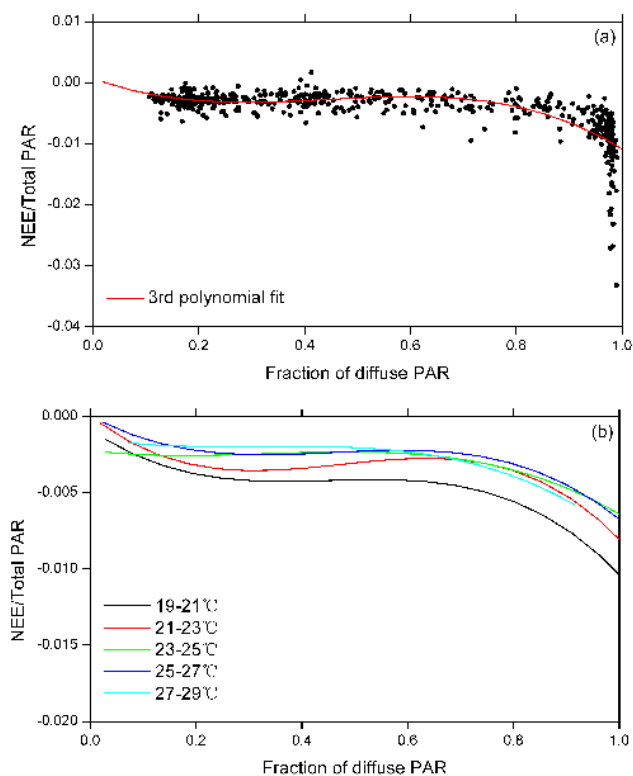 0.01
(a)
0.00
-0.01
-0.02
-0.03
-0.04
NEE/Total PAR
3rd polynomial fit
0.0 0.2 0.4 0.6 0.8 1.0
Fraction of diffuse PAR
0.000
(b)
-0.005
-0.010
-0.015
-0.020
NEE/Total PAR
19-21℃
21-23℃
23-25℃
25-27℃
27-29℃
0.0 0.2 0.4 0.6 0.8 1.0
Fraction of diffuse PAR